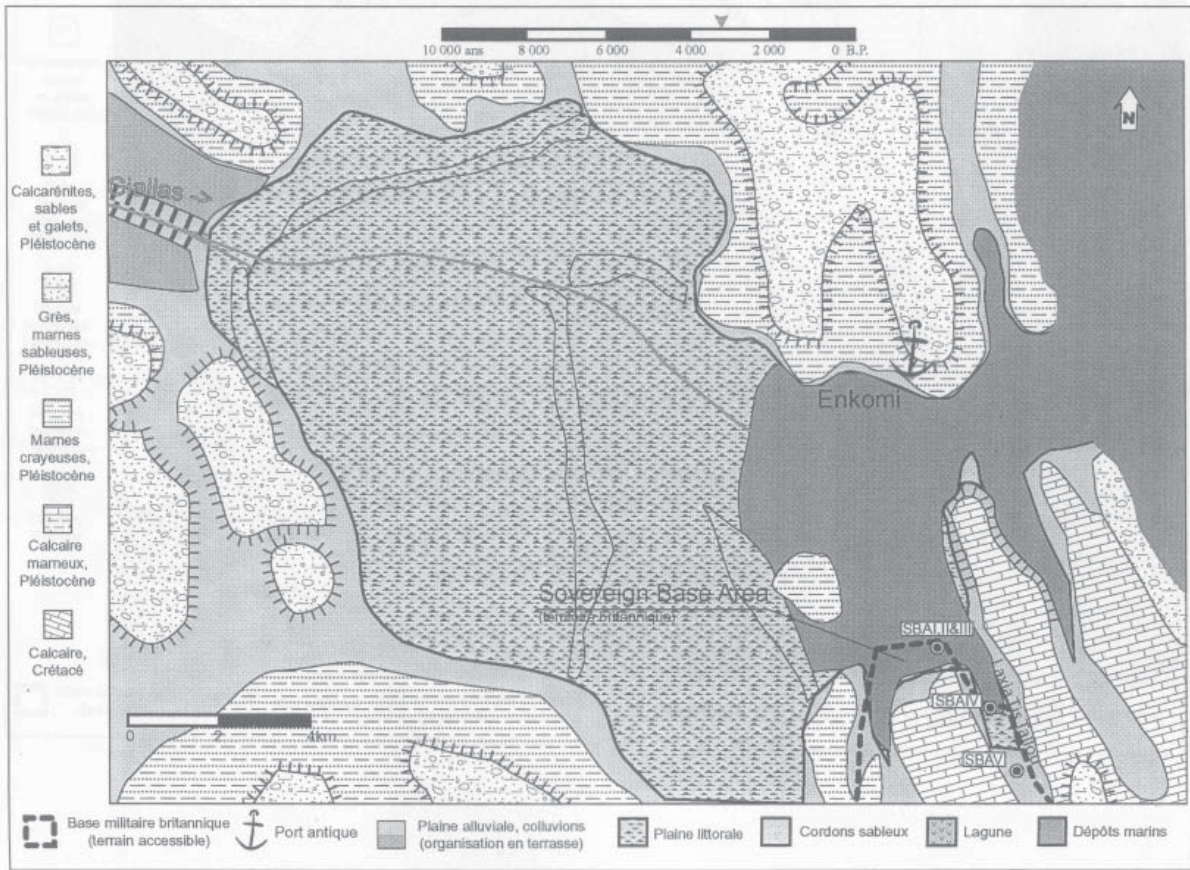 10 000 ans 8 000 6 000 4 000 2 000 0 B.P.
N
Calcarénites,
sables
et galets,
Pléistocène
Grès,
marnes
sableuses,
Pléistocène
Marnes
crayeuses,
Pléistocène
Calcaire
marneux,
Pléistocène
Calcaire,
Crétacé
Gialias ->
Enkomi
Sovereign Base Area
(territoire britannique)
SBAI,II&III
SBAIV
SBAV
0 2 4km
Base militaire britannique
(terrain accessible)
Port antique
Plaine alluviale, colluvions
(organisation en terrasse)
Plaine littorale
Cordons sableux
Lagune
Dépôts marins